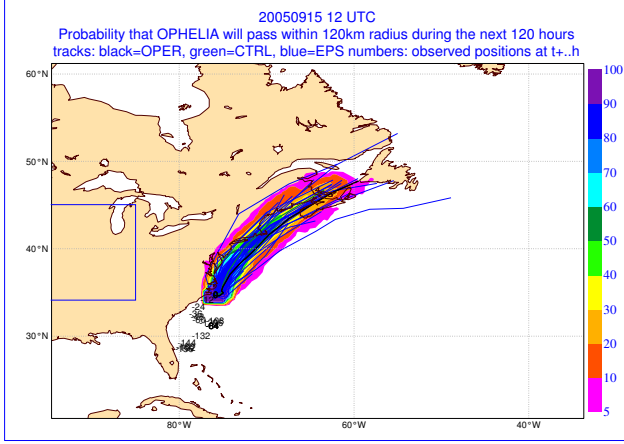 20050915 12 UTC
Probability that OPHELIA will pass within 120km radius during the next 120 hours
tracks: black=OPER, green=CTRL, blue=EPS numbers: observed positions at t+..h
60°N
50°N
40°N
30°N
80°W
60°W
40°W
100
90
80
70
60
50
40
30
20
10
5
-24
-132
-144